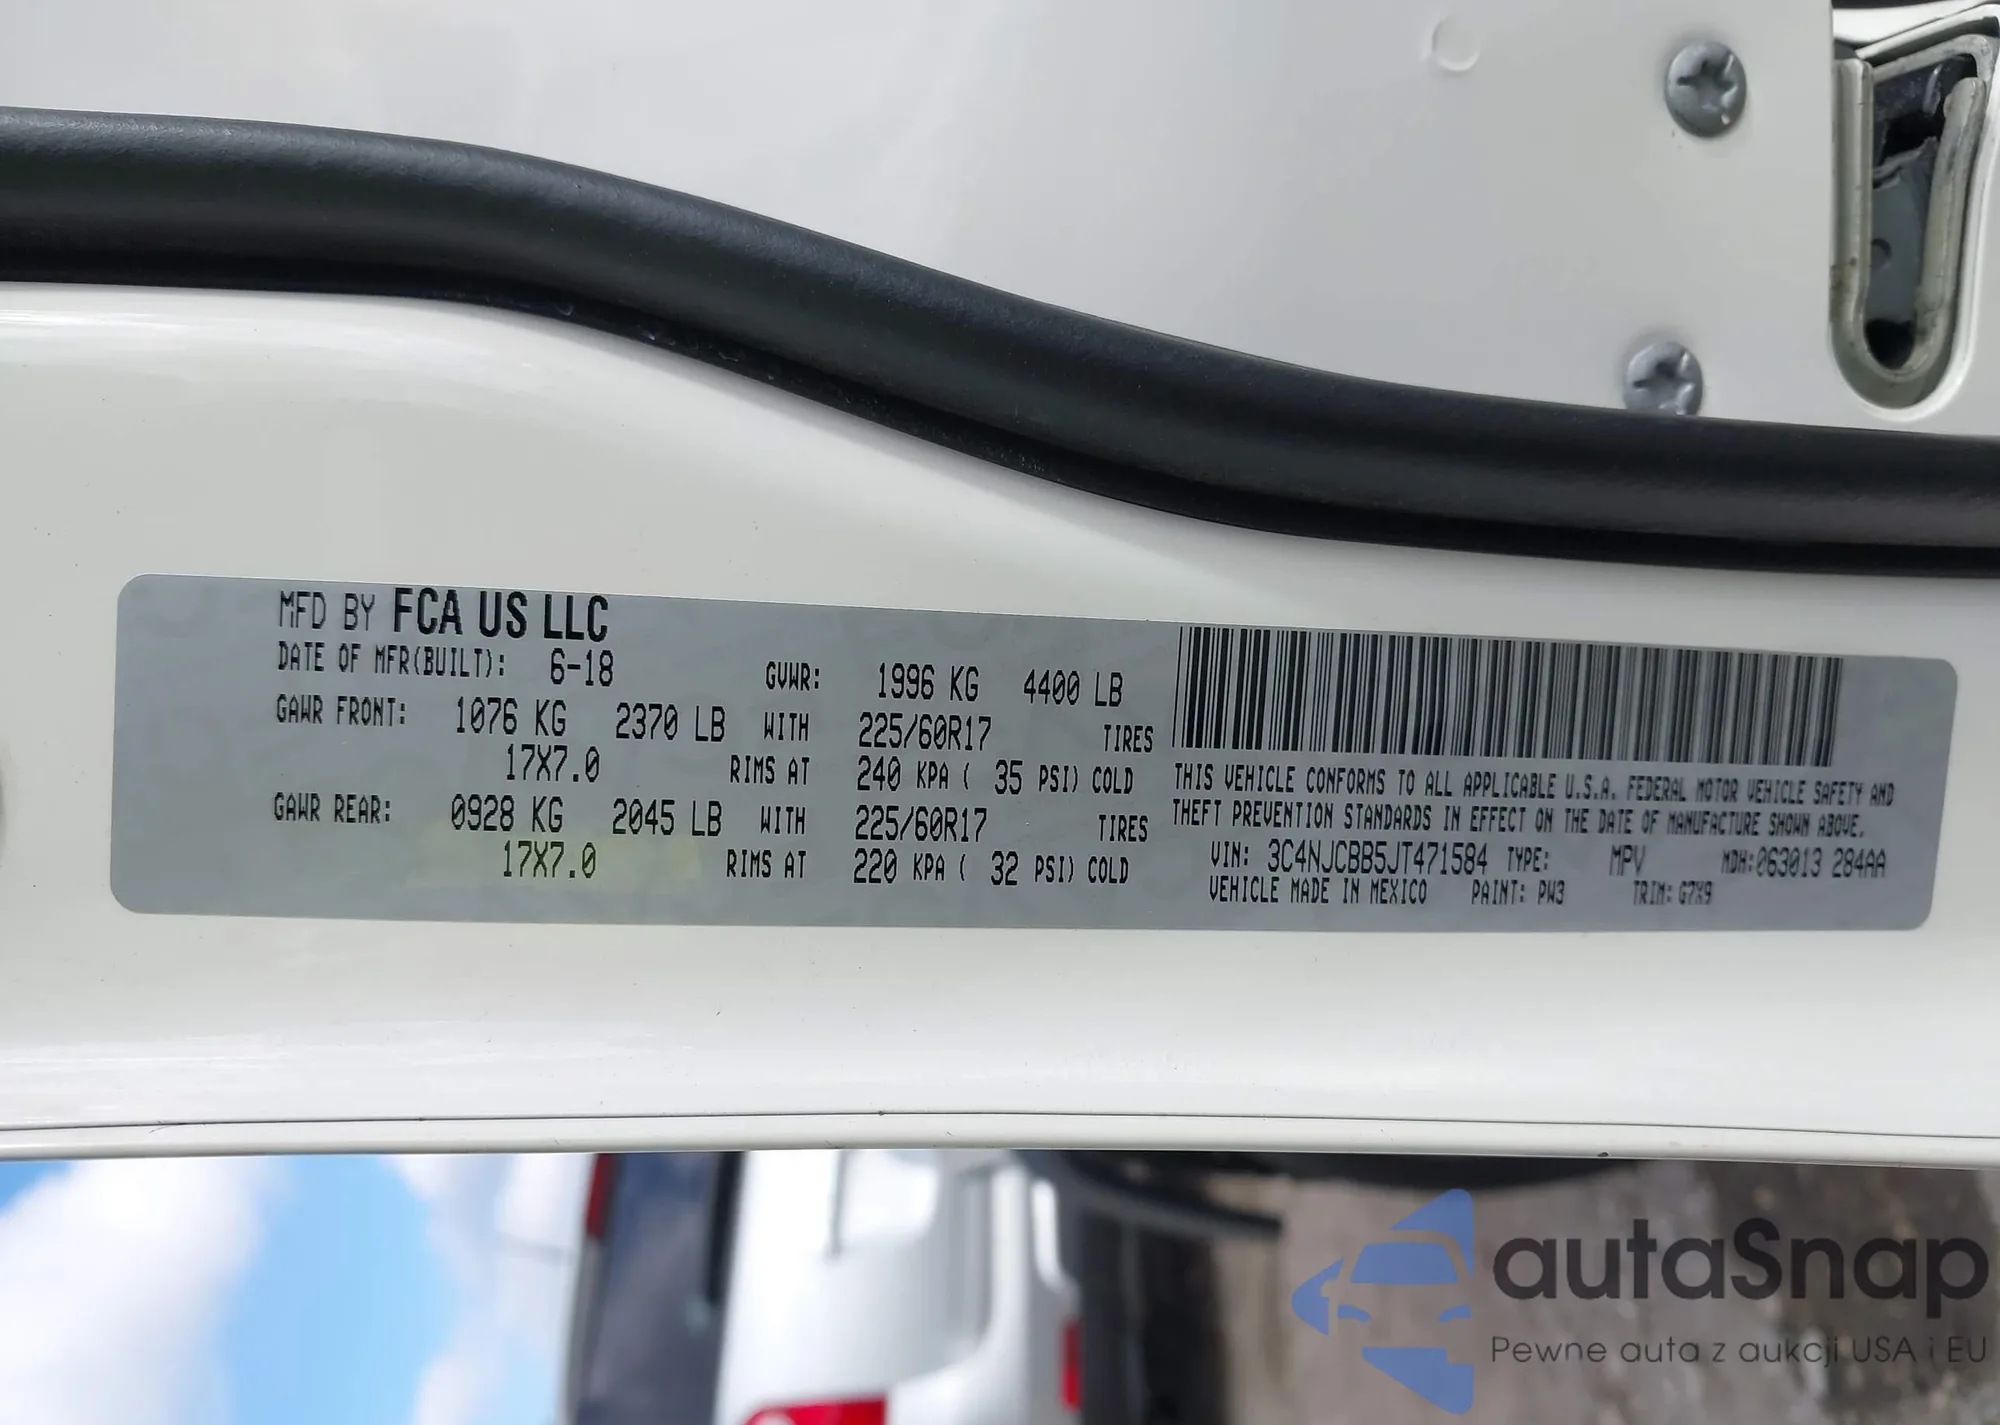 MFD BY FCA US LLC
DATE OF MFR(BUILT): 6-18 GVWR: 1996 KG 4400 LB
GAWR FRONT: 1076 KG 2370 LB WITH 225/60R17 TIRES
17X7.0 RIMS AT 240 KPA ( 35 PSI) COLD
GAWR REAR: 0928 KG 2045 LB WITH 225/60R17 TIRES
17X7.0 RIMS AT 220 KPA ( 32 PSI) COLD
THIS VEHICLE CONFORMS TO ALL APPLICABLE U.S.A. FEDERAL MOTOR VEHICLE SAFETY AND
THEFT PREVENTION STANDARDS IN EFFECT ON THE DATE OF MANUFACTURE SHOWN ABOVE.
VIN: 3C4NJCBB5JT471584 TYPE: MPV MDH:063013 284AA
VEHICLE MADE IN MEXICO PAINT: PW3 TRIM: G7X9
autaSnap
Pewne auta z aukcji USA i EU